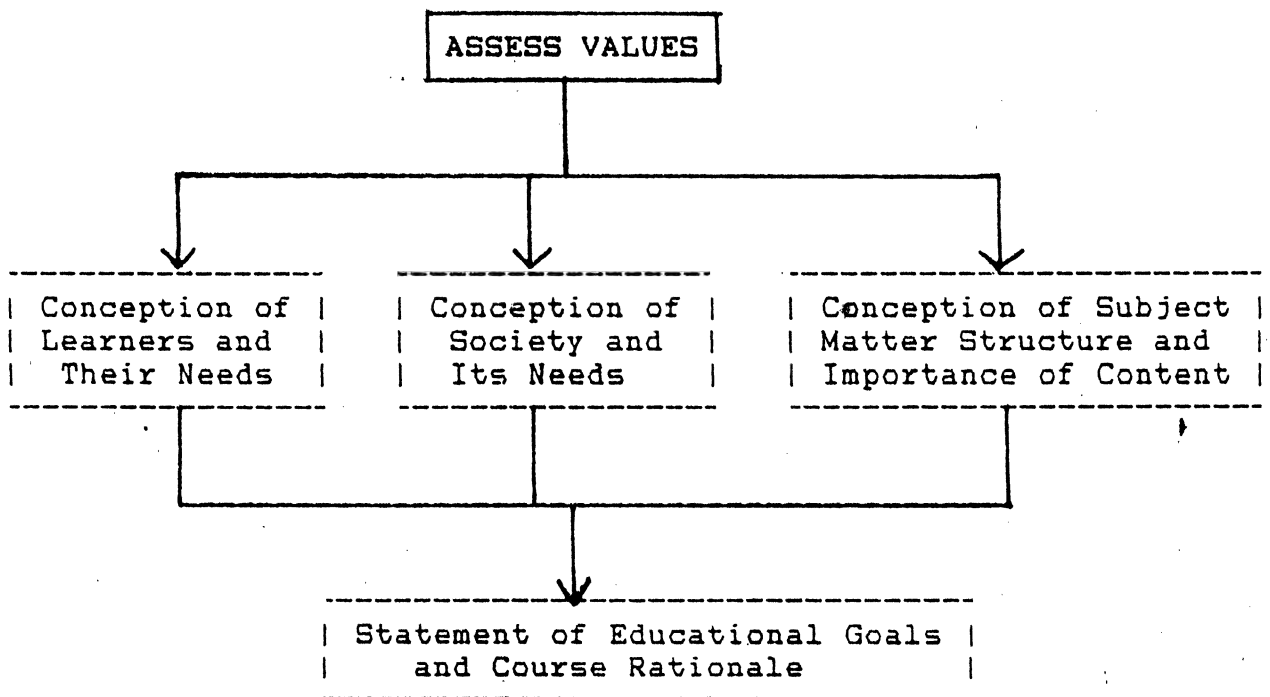 ASSESS VALUES
Conception of
Learners and
Their Needs
Conception of
Society and
Its Needs
Conception of Subject
Matter Structure and
Importance of Content
Statement of Educational Goals
and Course Rationale